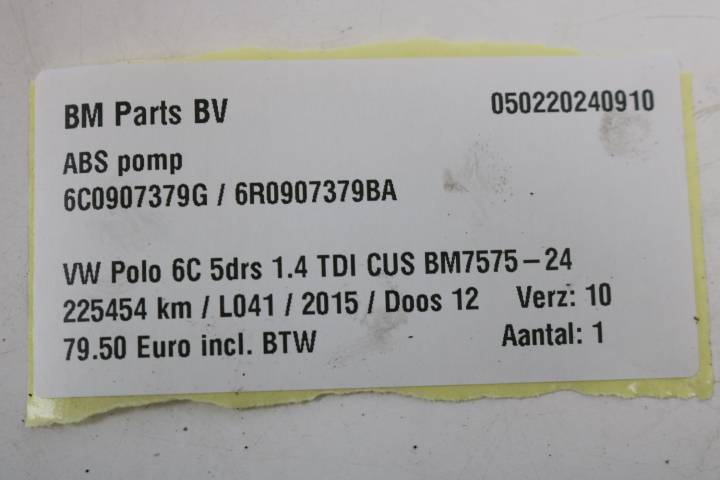 BM Parts BV 050220240910
ABS pomp
6C0907379G / 6R0907379BA
VW Polo 6C 5drs 1.4 TDI CUS BM7575-24
225454 km / L041 / 2015 / Doos 12 Verz: 10
79.50 Euro incl. BTW Aantal: 1